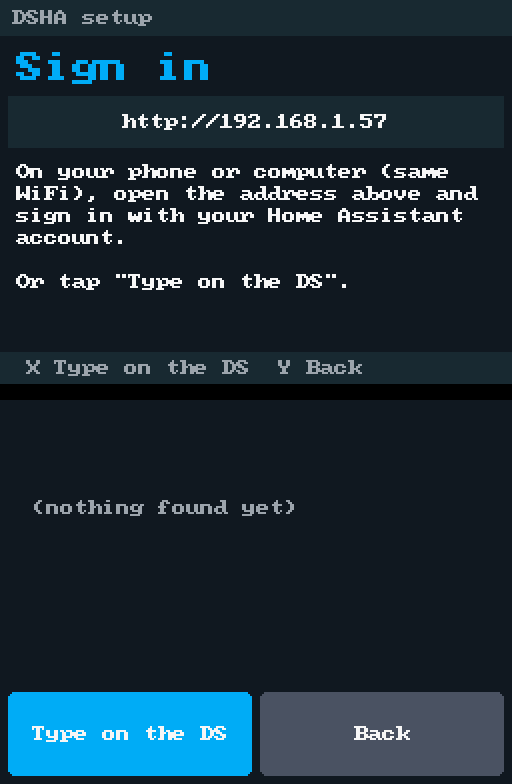 DSHA setup
Sign in
http://192.168.1.57
On your phone or computer (same
WiFi), open the address above and
sign in with your Home Assistant
account.
Or tap "Type on the DS".
X Type on the DS  Y Back
(nothing found yet)
Type on the DS
Back